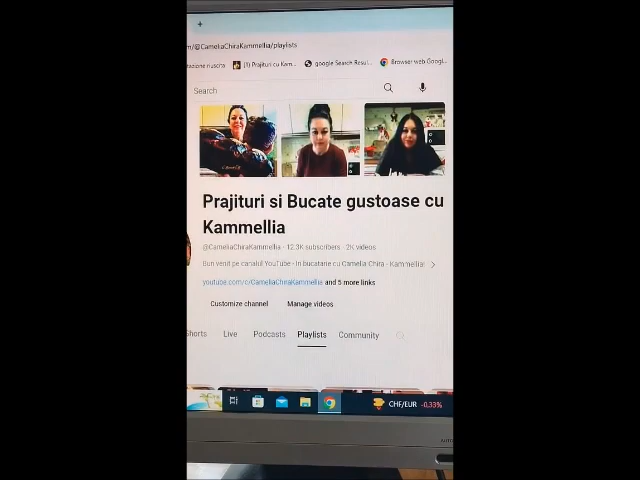 +
m/@CameliaChiraKammellia/playlists
(1) Prajituri cu Kam... google Search Resul... Browser web Googl...
Search
Prajituri si Bucate gustoase cu
Kammellia
@CameliaChiraKammellia · 12.3K subscribers · 2K videos
Bun venit pe canalul YouTube - In bucatarie cu Camelia Chira - Kammellia!
youtube.com/c/CameliaChiraKammellia and 5 more links
Customize channel Manage videos
Shorts Live Podcasts Playlists Community
CHF/EUR -0,33%